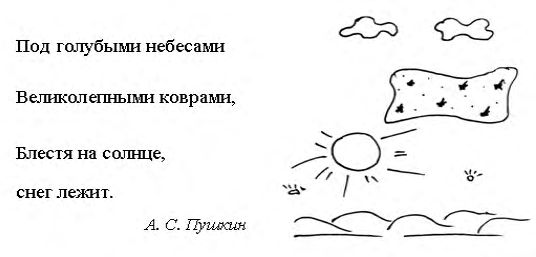 Под голубыми небесами
Великолепными коврами,
Блестя на солнце,
снег лежит.
А. С. Пушкин